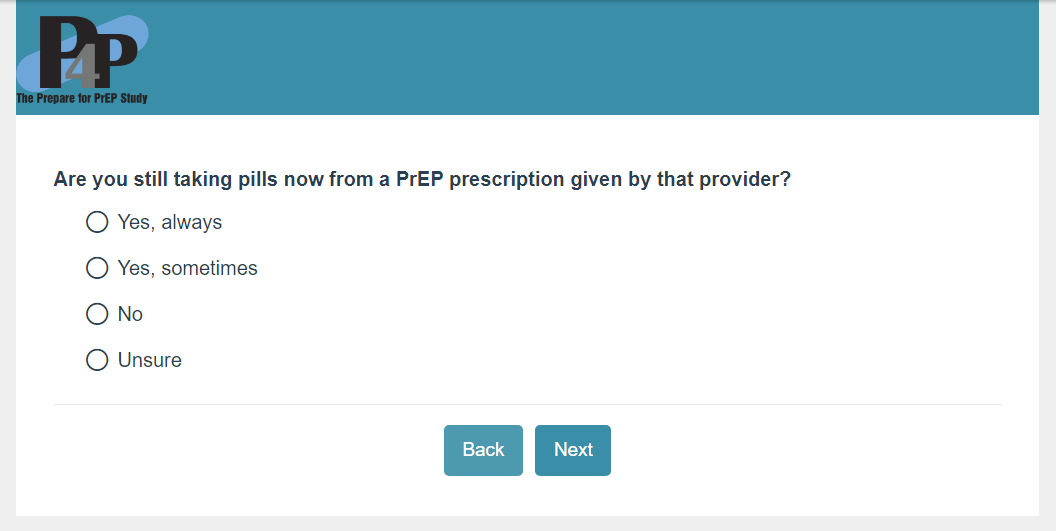 P4P
The Prepare for PrEP Study
Are you still taking pills now from a PrEP prescription given by that provider?
Yes, always
Yes, sometimes
No
Unsure
Back Next